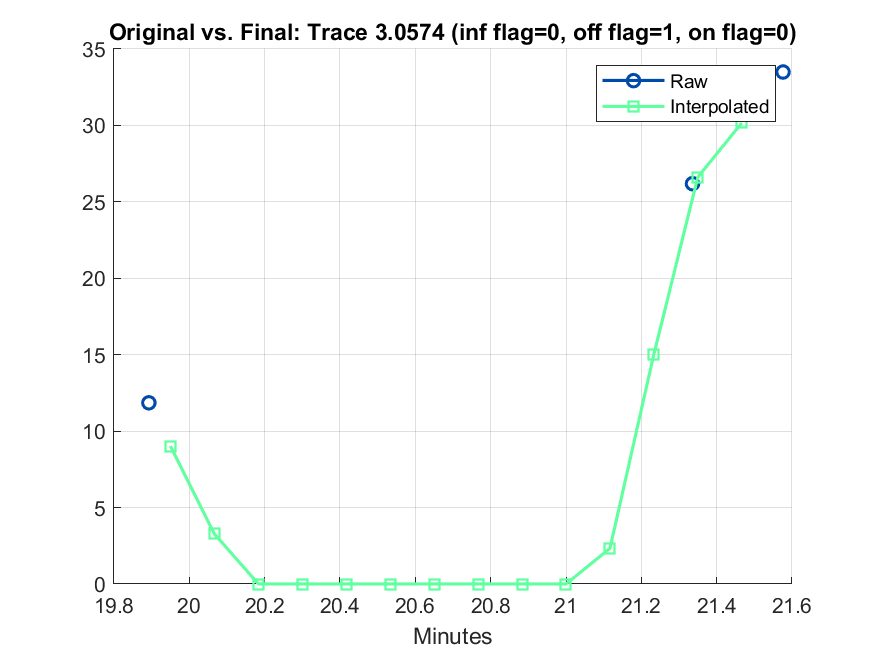 Original vs. Final: Trace 3.0574 (inf flag=0, off flag=1, on flag=0)
35
30
25
20
15
10
5
0
Raw
Interpolated
19.8 20 20.2 20.4 20.6 20.8 21 21.2 21.4 21.6
Minutes